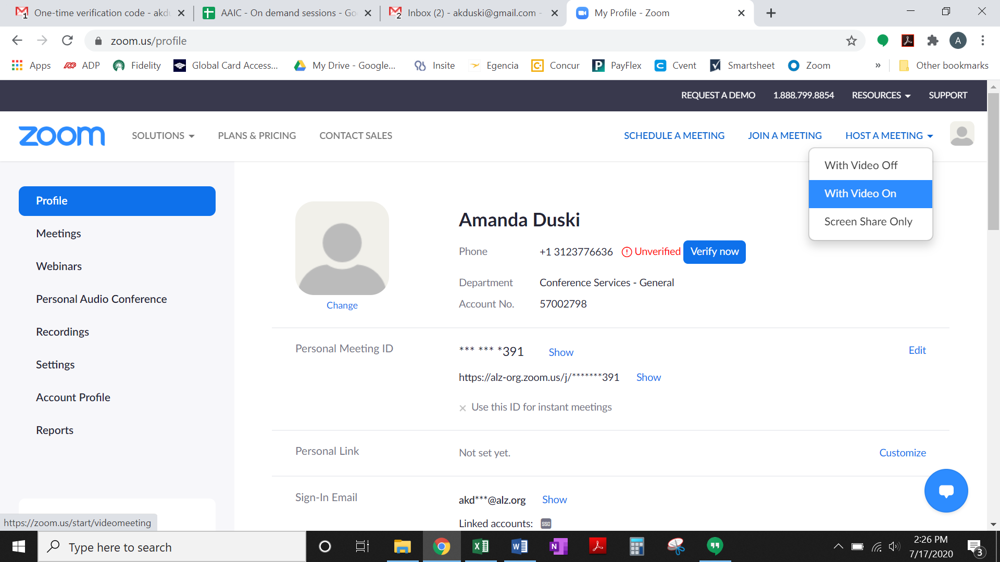 One-time verification code - akdu
AAIC - On demand sessions - Go
Inbox (2) - akduski@gmail.com -
My Profile - Zoom
zoom.us/profile
A
Apps
ADP
Fidelity
Global Card Access...
My Drive - Google...
Insite
Egencia
Concur
PayFlex
Cvent
Smartsheet
Zoom
»
Other bookmarks
REQUEST A DEMO
1.888.799.8854
RESOURCES
SUPPORT
zoom
SOLUTIONS
PLANS & PRICING
CONTACT SALES
SCHEDULE A MEETING
JOIN A MEETING
HOST A MEETING
With Video Off
With Video On
Screen Share Only
Profile
Meetings
Webinars
Personal Audio Conference
Recordings
Settings
Account Profile
Reports
Change
Amanda Duski
Phone +1 3123776636 Unverified Verify now
Department Conference Services - General
Account No. 57002798
Personal Meeting ID *** *** *391 Show Edit
https://alz-org.zoom.us/j/*******391 Show
× Use this ID for instant meetings
Personal Link Not set yet. Customize
Sign-In Email akd***@alz.org Show
Linked accounts: SSO
https://zoom.us/start/videomeeting
Type here to search
2:26 PM
7/17/2020
3